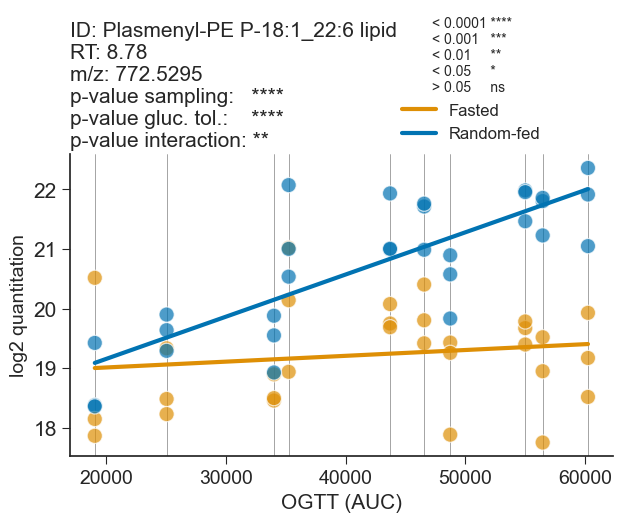 ID: Plasmenyl-PE P-18:1_22:6 lipid
RT: 8.78
m/z: 772.5295
p-value sampling: ****
p-value gluc. tol.: ****
p-value interaction: **
< 0.0001 ****
< 0.001 ***
< 0.01 **
< 0.05 *
> 0.05 ns
Fasted
Random-fed
log2 quantitation
22
21
20
19
18
20000 30000 40000 50000 60000
OGTT (AUC)